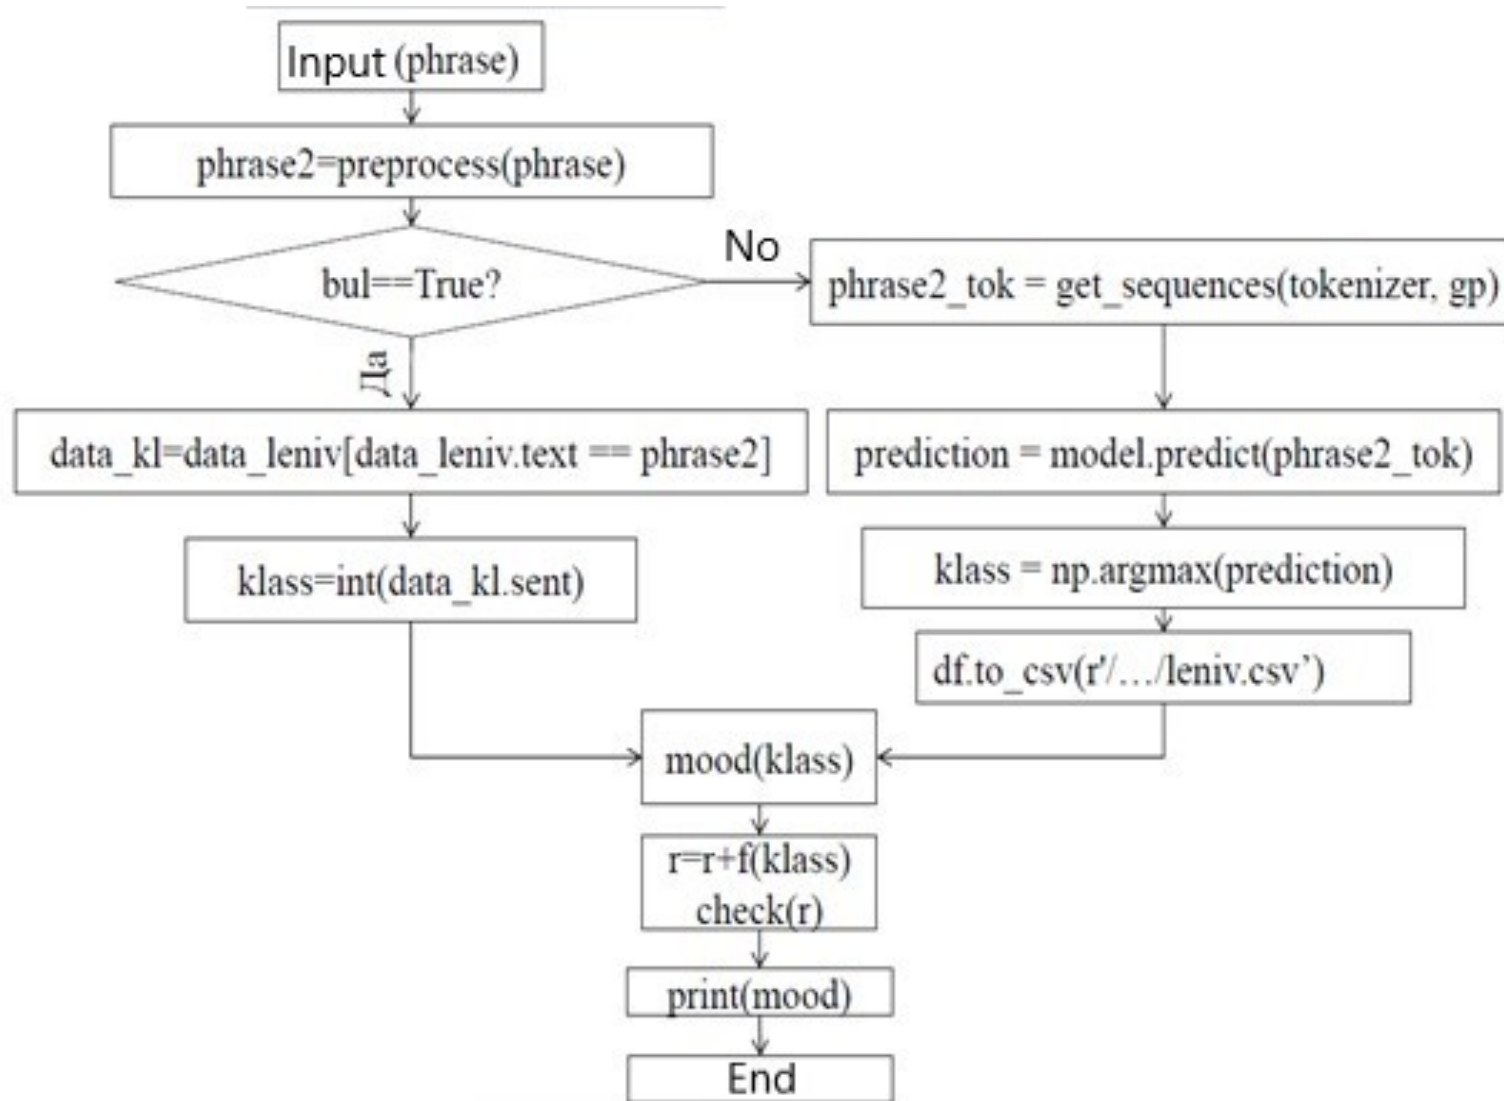 Input (phrase)
phrase2=preprocess(phrase)
bul==True?
No
phrase2_tok = get_sequences(tokenizer, gp)
Да
data_kl=data_leniv[data_leniv.text == phrase2]
prediction = model.predict(phrase2_tok)
klass=int(data_kl.sent)
klass = np.argmax(prediction)
df.to_csv(r'/…/leniv.csv’)
mood(klass)
r=r+f(klass)
check(r)
print(mood)
End